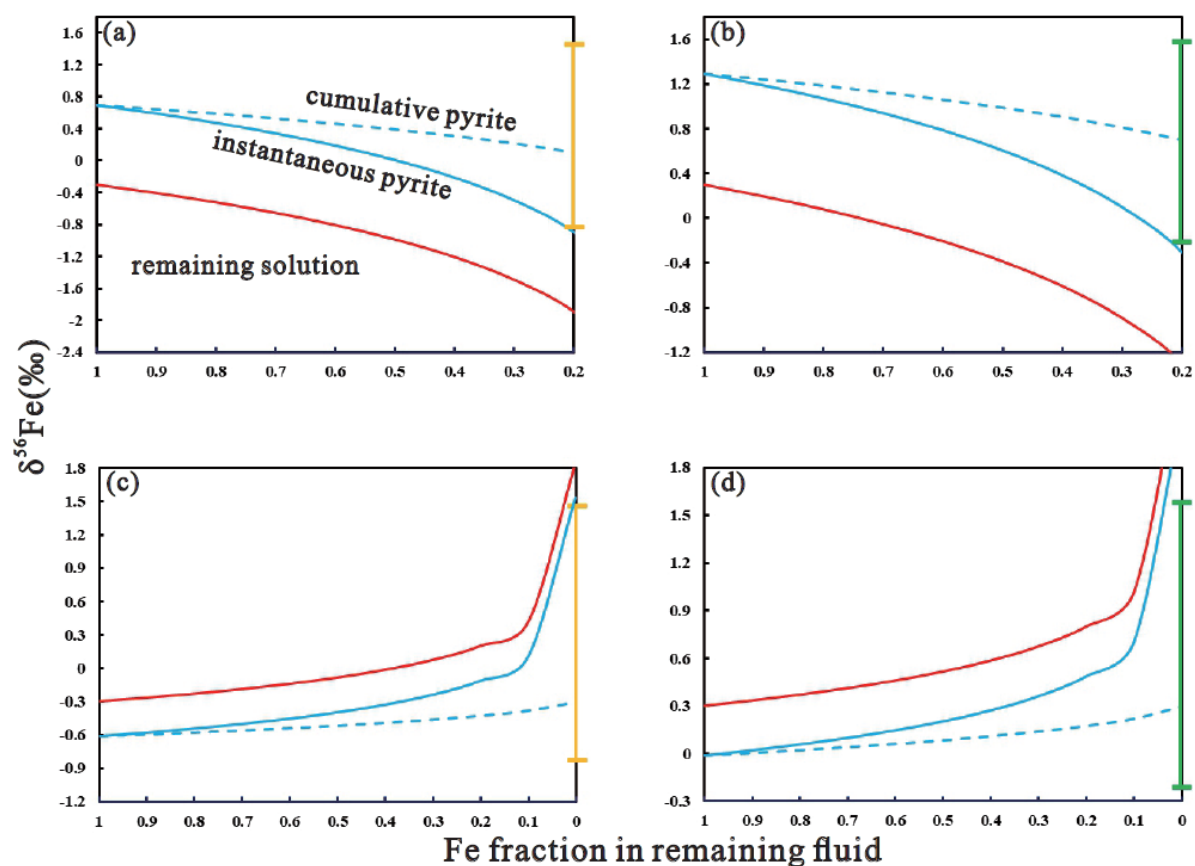 (a)
1.6
1.2
0.8
0.4
0
-0.4
-0.8
-1.2
-1.6
-2
-2.4
cumulative pyrite
instantaneous pyrite
remaining solution
1 0.9 0.8 0.7 0.6 0.5 0.4 0.3 0.2
(b)
1.6
1.2
0.8
0.4
0
-0.4
-0.8
-1.2
1 0.9 0.8 0.7 0.6 0.5 0.4 0.3 0.2
δ⁵⁶Fe(‰)
(c)
1.8
1.5
1.2
0.9
0.6
0.3
0
-0.3
-0.6
-0.9
-1.2
1 0.9 0.8 0.7 0.6 0.5 0.4 0.3 0.2 0.1 0
(d)
1.8
1.5
1.2
0.9
0.6
0.3
0
-0.3
1 0.9 0.8 0.7 0.6 0.5 0.4 0.3 0.2 0.1 0
Fe fraction in remaining fluid